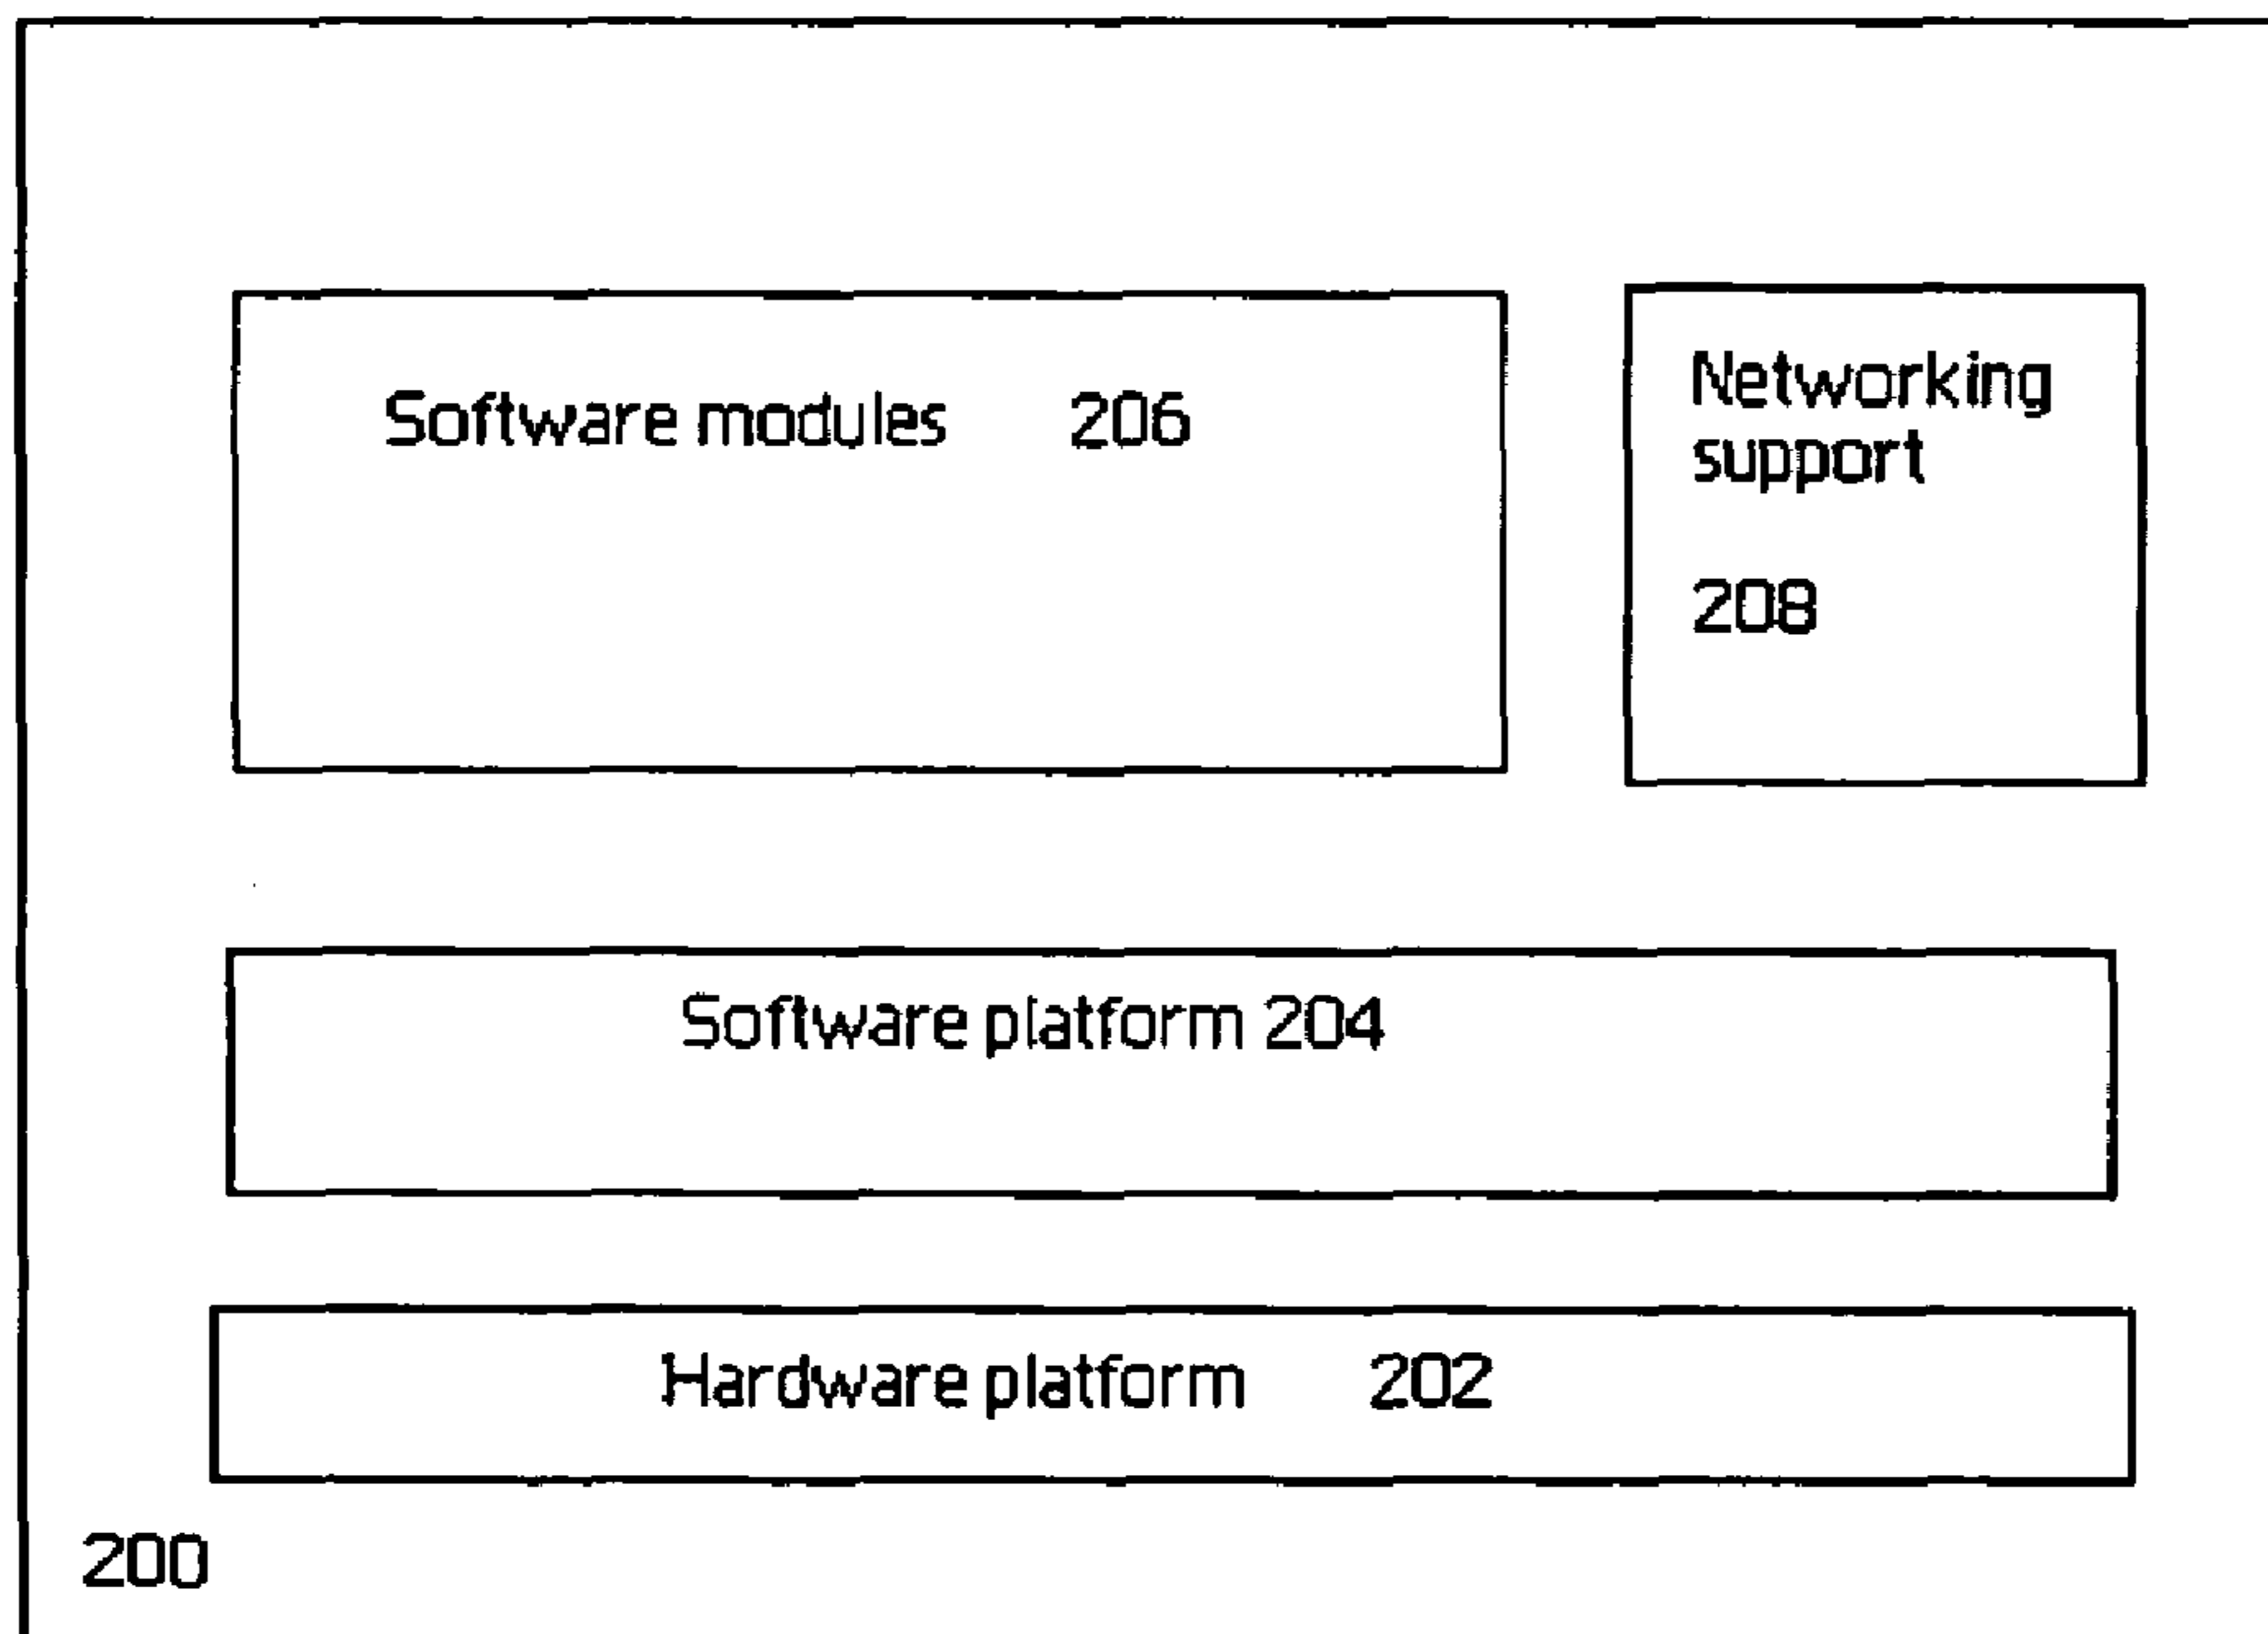 Software modules 206
Networking
support
208
Software platform 204
Hardware platform 202
200